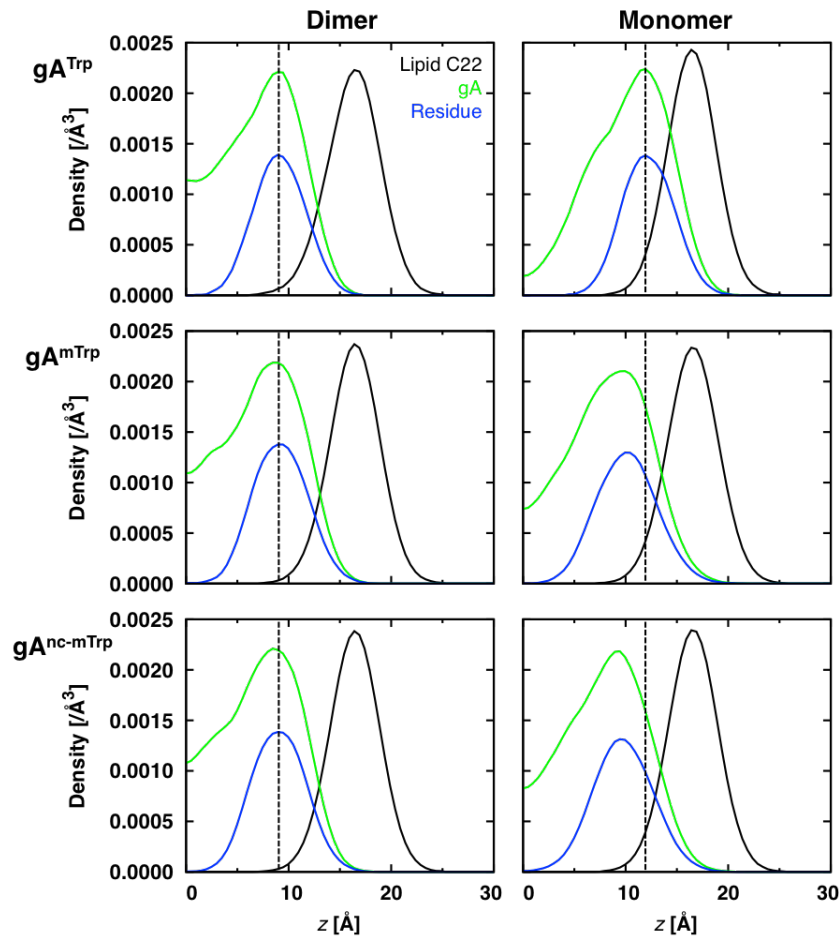 Dimer Monomer
gA^Trp
Density [/Å³]
0.0025
0.0020
0.0015
0.0010
0.0005
0.0000
Lipid C22
gA
Residue
gA^mTrp
Density [/Å³]
0.0025
0.0020
0.0015
0.0010
0.0005
0.0000
gA^nc-mTrp
Density [/Å³]
0.0025
0.0020
0.0015
0.0010
0.0005
0.0000
0 10 20 30 0 10 20 30
z [Å] z [Å]